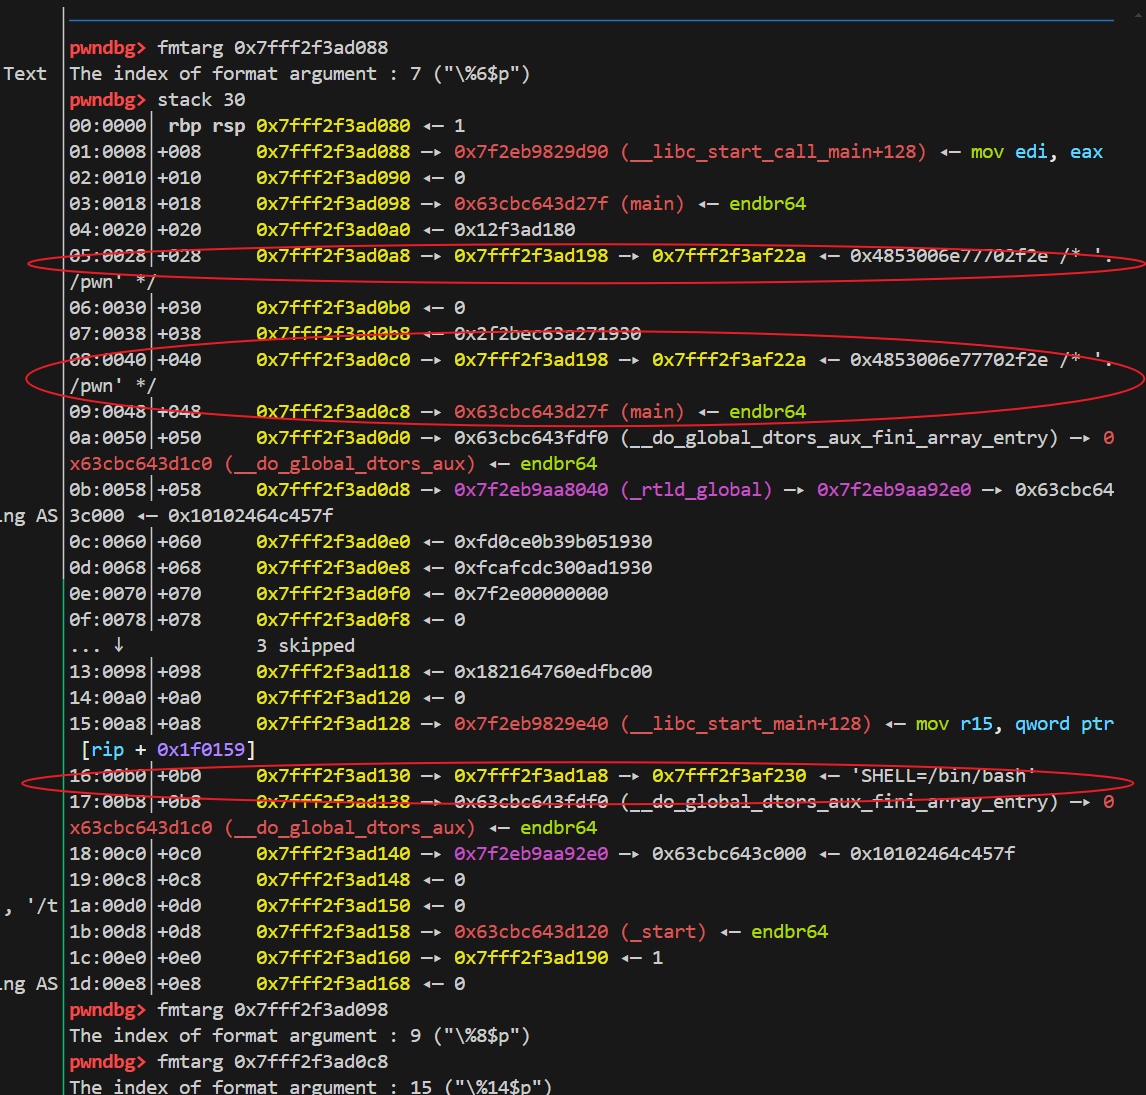 pwndbg> fmtarg 0x7fff2f3ad088
Text
The index of format argument : 7 ("\%6$p")
pwndbg> stack 30
00:0000│ rbp rsp 0x7fff2f3ad080 ◂— 1
01:0008│+008 0x7fff2f3ad088 —▸ 0x7f2eb9829d90 (__libc_start_call_main+128) ◂— mov edi, eax
02:0010│+010 0x7fff2f3ad090 ◂— 0
03:0018│+018 0x7fff2f3ad098 —▸ 0x63cbc643d27f (main) ◂— endbr64
04:0020│+020 0x7fff2f3ad0a0 ◂— 0x12f3ad180
05:0028│+028 0x7fff2f3ad0a8 —▸ 0x7fff2f3ad198 —▸ 0x7fff2f3af22a ◂— 0x4853006e77702f2e /* '.
/pwn' */
06:0030│+030 0x7fff2f3ad0b0 ◂— 0
07:0038│+038 0x7fff2f3ad0b8 ◂— 0x2f2bec63a271930
08:0040│+040 0x7fff2f3ad0c0 —▸ 0x7fff2f3ad198 —▸ 0x7fff2f3af22a ◂— 0x4853006e77702f2e /* '.
/pwn' */
09:0048│+048 0x7fff2f3ad0c8 —▸ 0x63cbc643d27f (main) ◂— endbr64
0a:0050│+050 0x7fff2f3ad0d0 —▸ 0x63cbc643fdf0 (__do_global_dtors_aux_fini_array_entry) —▸ 0
x63cbc643d1c0 (__do_global_dtors_aux) ◂— endbr64
0b:0058│+058 0x7fff2f3ad0d8 —▸ 0x7f2eb9aa8040 (_rtld_global) —▸ 0x7f2eb9aa92e0 —▸ 0x63cbc64
ng AS
3c000 ◂— 0x10102464c457f
0c:0060│+060 0x7fff2f3ad0e0 ◂— 0xfd0ce0b39b051930
0d:0068│+068 0x7fff2f3ad0e8 ◂— 0xfcafcdc300ad1930
0e:0070│+070 0x7fff2f3ad0f0 ◂— 0x7f2e00000000
0f:0078│+078 0x7fff2f3ad0f8 ◂— 0
... ↓ 3 skipped
13:0098│+098 0x7fff2f3ad118 ◂— 0x182164760edfbc00
14:00a0│+0a0 0x7fff2f3ad120 ◂— 0
15:00a8│+0a8 0x7fff2f3ad128 —▸ 0x7f2eb9829e40 (__libc_start_main+128) ◂— mov r15, qword ptr
[rip + 0x1f0159]
16:00b0│+0b0 0x7fff2f3ad130 —▸ 0x7fff2f3ad1a8 —▸ 0x7fff2f3af230 ◂— 'SHELL=/bin/bash'
17:00b8│+0b8 0x7fff2f3ad138 —▸ 0x63cbc643fdf0 (__do_global_dtors_aux_fini_array_entry) —▸ 0
x63cbc643d1c0 (__do_global_dtors_aux) ◂— endbr64
18:00c0│+0c0 0x7fff2f3ad140 —▸ 0x7f2eb9aa92e0 —▸ 0x63cbc643c000 ◂— 0x10102464c457f
19:00c8│+0c8 0x7fff2f3ad148 ◂— 0
, '/t
1a:00d0│+0d0 0x7fff2f3ad150 ◂— 0
1b:00d8│+0d8 0x7fff2f3ad158 —▸ 0x63cbc643d120 (_start) ◂— endbr64
1c:00e0│+0e0 0x7fff2f3ad160 —▸ 0x7fff2f3ad190 ◂— 1
ng AS
1d:00e8│+0e8 0x7fff2f3ad168 ◂— 0
pwndbg> fmtarg 0x7fff2f3ad098
The index of format argument : 9 ("\%8$p")
pwndbg> fmtarg 0x7fff2f3ad0c8
The index of format argument : 15 ("\%14$p")